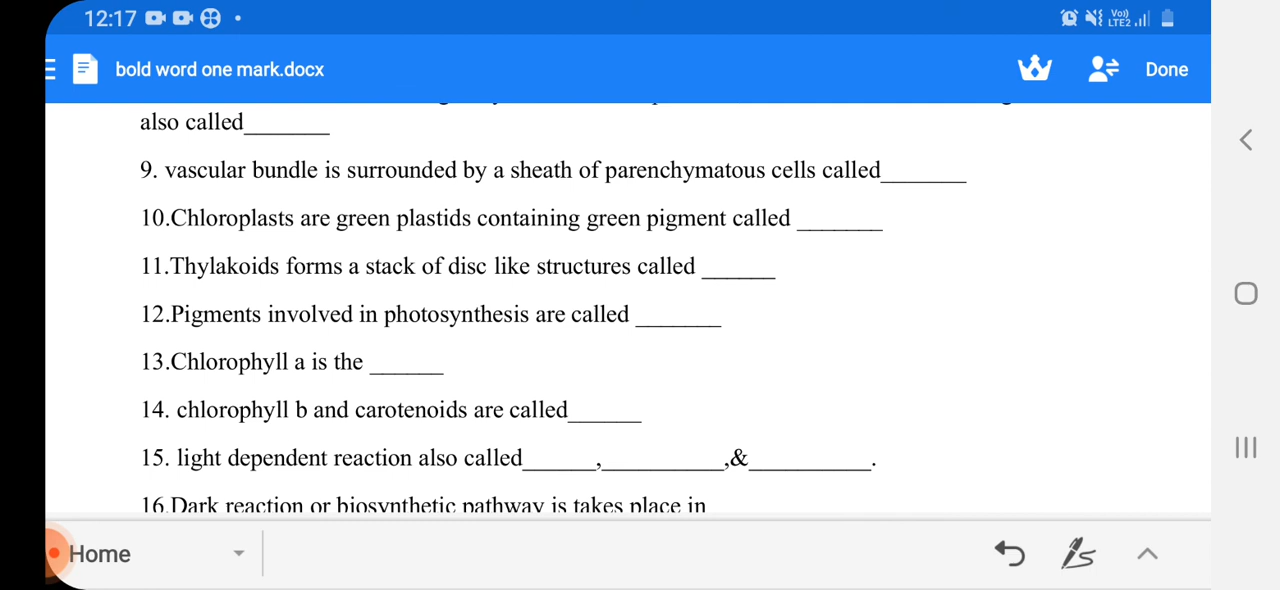 12:17
Vo))
LTE2
bold word one mark.docx
Done
also called_______
9. vascular bundle is surrounded by a sheath of parenchymatous cells called_______
10.Chloroplasts are green plastids containing green pigment called _______
11.Thylakoids forms a stack of disc like structures called ______
12.Pigments involved in photosynthesis are called _______
13.Chlorophyll a is the ______
14. chlorophyll b and carotenoids are called______
15. light dependent reaction also called______,__________,&__________.
16.Dark reaction or biosynthetic pathway is takes place in
Home